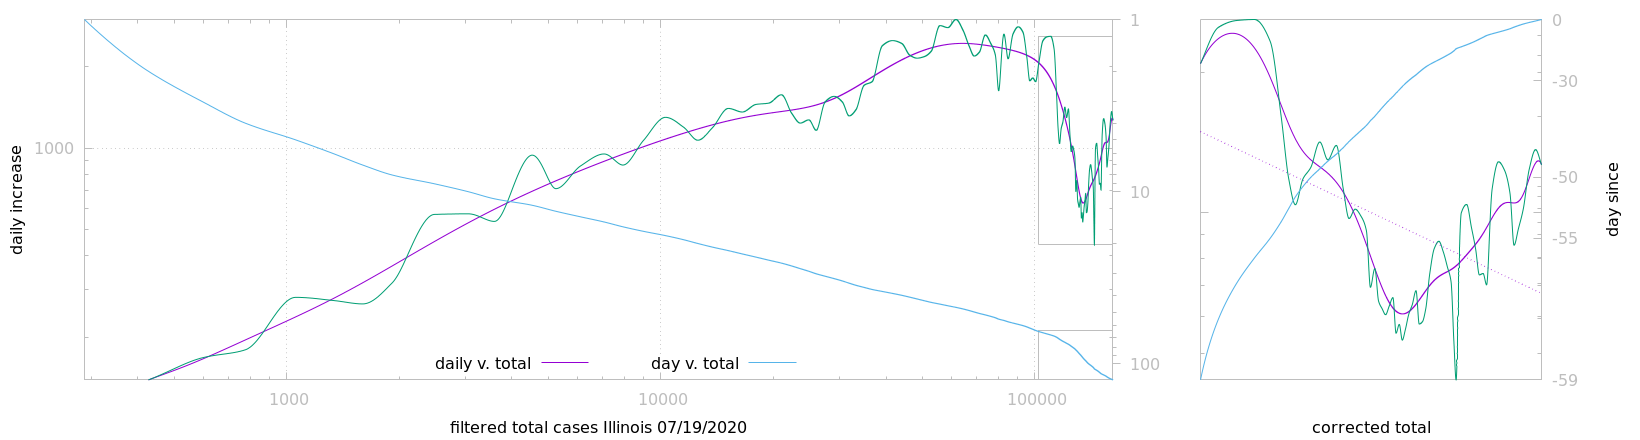 daily increase
1000
daily v. total
day v. total
1000
10000
100000
filtered total cases Illinois 07/19/2020
1
10
100
0
-30
-50
-55
-59
day since
corrected total